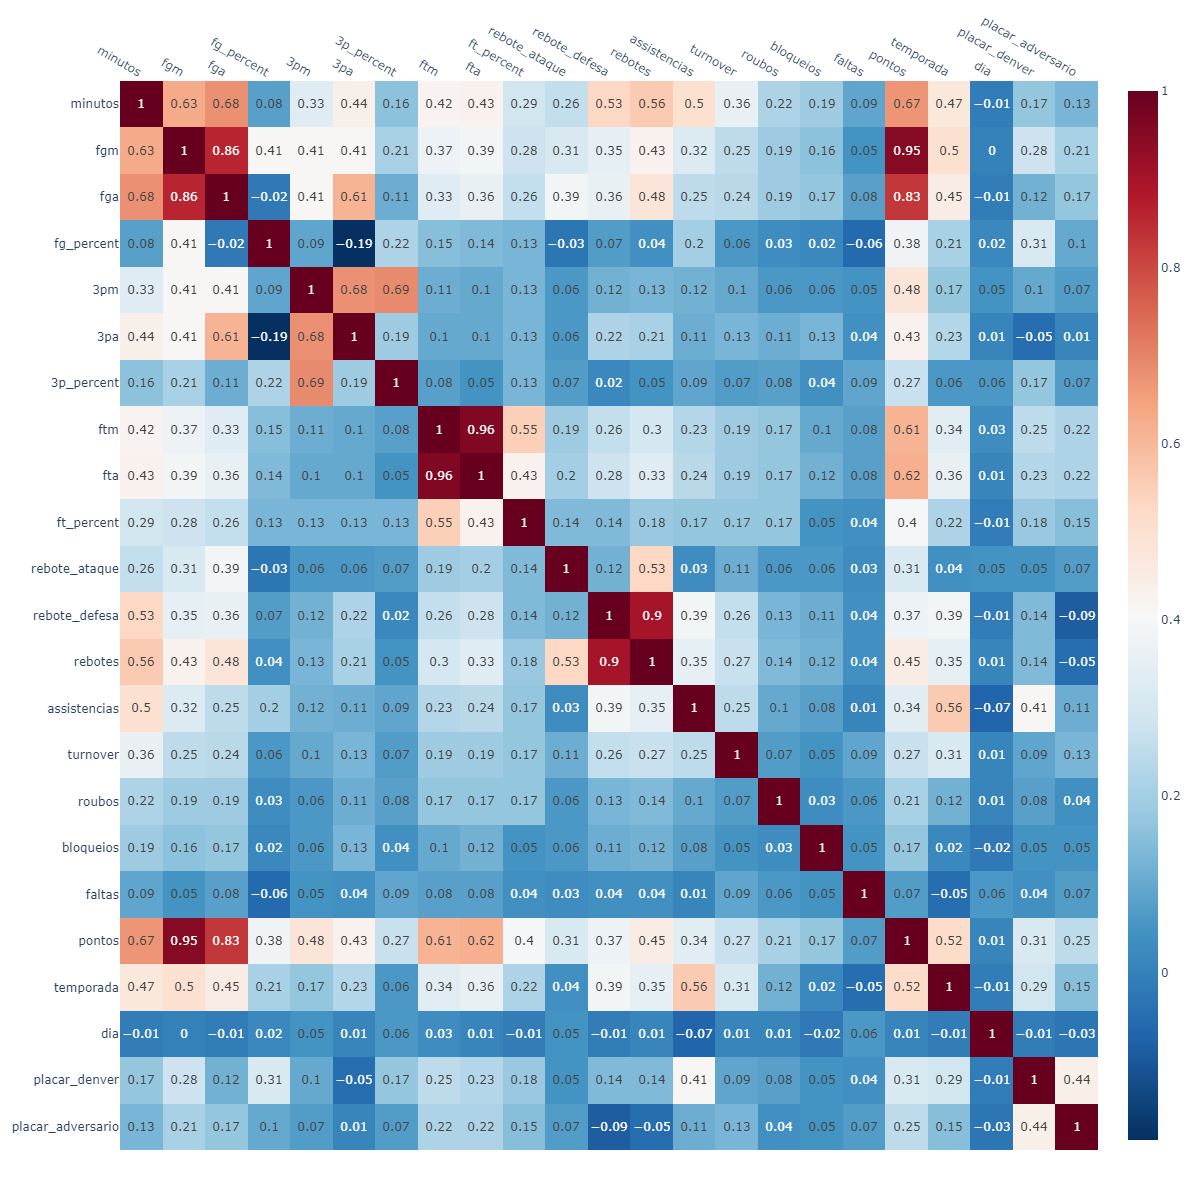 minutos fgm fga fg_percent 3pm 3pa 3p_percent ftm fta ft_percent rebote_ataque rebote_defesa rebotes assistencias turnover roubos bloqueios faltas pontos temporada dia placar_denver placar_adversario
minutos 1 0.63 0.68 0.08 0.33 0.44 0.16 0.42 0.43 0.29 0.26 0.53 0.56 0.5 0.36 0.22 0.19 0.09 0.67 0.47 −0.01 0.17 0.13
fgm 0.63 1 0.86 0.41 0.41 0.41 0.21 0.37 0.39 0.28 0.31 0.35 0.43 0.32 0.25 0.19 0.16 0.05 0.95 0.5 0 0.28 0.21
fga 0.68 0.86 1 −0.02 0.41 0.61 0.11 0.33 0.36 0.26 0.39 0.36 0.48 0.25 0.24 0.19 0.17 0.08 0.83 0.45 −0.01 0.12 0.17
fg_percent 0.08 0.41 −0.02 1 0.09 −0.19 0.22 0.15 0.14 0.13 −0.03 0.07 0.04 0.2 0.06 0.03 0.02 −0.06 0.38 0.21 0.02 0.31 0.1
3pm 0.33 0.41 0.41 0.09 1 0.68 0.69 0.11 0.1 0.13 0.06 0.12 0.13 0.12 0.1 0.06 0.06 0.05 0.48 0.17 0.05 0.1 0.07
3pa 0.44 0.41 0.61 −0.19 0.68 1 0.19 0.1 0.1 0.13 0.06 0.22 0.21 0.11 0.13 0.11 0.13 0.04 0.43 0.23 0.01 −0.05 0.01
3p_percent 0.16 0.21 0.11 0.22 0.69 0.19 1 0.08 0.05 0.13 0.07 0.02 0.05 0.09 0.07 0.08 0.04 0.09 0.27 0.06 0.06 0.17 0.07
ftm 0.42 0.37 0.33 0.15 0.11 0.1 0.08 1 0.96 0.55 0.19 0.26 0.3 0.23 0.19 0.17 0.1 0.08 0.61 0.34 0.03 0.25 0.22
fta 0.43 0.39 0.36 0.14 0.1 0.1 0.05 0.96 1 0.43 0.2 0.28 0.33 0.24 0.19 0.17 0.12 0.08 0.62 0.36 0.01 0.23 0.22
ft_percent 0.29 0.28 0.26 0.13 0.13 0.13 0.13 0.55 0.43 1 0.14 0.14 0.18 0.17 0.17 0.17 0.05 0.04 0.4 0.22 −0.01 0.18 0.15
rebote_ataque 0.26 0.31 0.39 −0.03 0.06 0.06 0.07 0.19 0.2 0.14 1 0.12 0.53 0.03 0.11 0.06 0.06 0.03 0.31 0.04 0.05 0.05 0.07
rebote_defesa 0.53 0.35 0.36 0.07 0.12 0.22 0.02 0.26 0.28 0.14 0.12 1 0.9 0.39 0.26 0.13 0.11 0.04 0.37 0.39 −0.01 0.14 −0.09
rebotes 0.56 0.43 0.48 0.04 0.13 0.21 0.05 0.3 0.33 0.18 0.53 0.9 1 0.35 0.27 0.14 0.12 0.04 0.45 0.35 0.01 0.14 −0.05
assistencias 0.5 0.32 0.25 0.2 0.12 0.11 0.09 0.23 0.24 0.17 0.03 0.39 0.35 1 0.25 0.1 0.08 0.01 0.34 0.56 −0.07 0.41 0.11
turnover 0.36 0.25 0.24 0.06 0.1 0.13 0.07 0.19 0.19 0.17 0.11 0.26 0.27 0.25 1 0.07 0.05 0.09 0.27 0.31 0.01 0.09 0.13
roubos 0.22 0.19 0.19 0.03 0.06 0.11 0.08 0.17 0.17 0.17 0.06 0.13 0.14 0.1 0.07 1 0.03 0.06 0.21 0.12 0.01 0.08 0.04
bloqueios 0.19 0.16 0.17 0.02 0.06 0.13 0.04 0.1 0.12 0.05 0.06 0.11 0.12 0.08 0.05 0.03 1 0.05 0.17 0.02 −0.02 0.05 0.05
faltas 0.09 0.05 0.08 −0.06 0.05 0.04 0.09 0.08 0.08 0.04 0.03 0.04 0.04 0.01 0.09 0.06 0.05 1 0.07 −0.05 0.06 0.04 0.07
pontos 0.67 0.95 0.83 0.38 0.48 0.43 0.27 0.61 0.62 0.4 0.31 0.37 0.45 0.34 0.27 0.21 0.17 0.07 1 0.52 0.01 0.31 0.25
temporada 0.47 0.5 0.45 0.21 0.17 0.23 0.06 0.34 0.36 0.22 0.04 0.39 0.35 0.56 0.31 0.12 0.02 −0.05 0.52 1 −0.01 0.29 0.15
dia −0.01 0 −0.01 0.02 0.05 0.01 0.06 0.03 0.01 −0.01 0.05 −0.01 0.01 −0.07 0.01 0.01 −0.02 0.06 0.01 −0.01 1 −0.01 −0.03
placar_denver 0.17 0.28 0.12 0.31 0.1 −0.05 0.17 0.25 0.23 0.18 0.05 0.14 0.14 0.41 0.09 0.08 0.05 0.04 0.31 0.29 −0.01 1 0.44
placar_adversario 0.13 0.21 0.17 0.1 0.07 0.01 0.07 0.22 0.22 0.15 0.07 −0.09 −0.05 0.11 0.13 0.04 0.05 0.07 0.25 0.15 −0.03 0.44 1
1
0.8
0.6
0.4
0.2
0